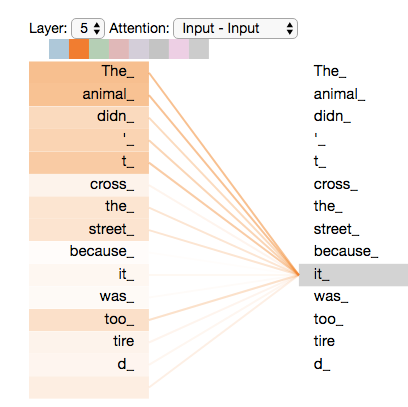 Layer: 5 Attention: Input - Input
The_ The_
animal_ animal_
didn_ didn_
'_ '_
t_ t_
cross_ cross_
the_ the_
street_ street_
because_ because_
it_ it_
was_ was_
too_ too_
tire tire
d_ d_